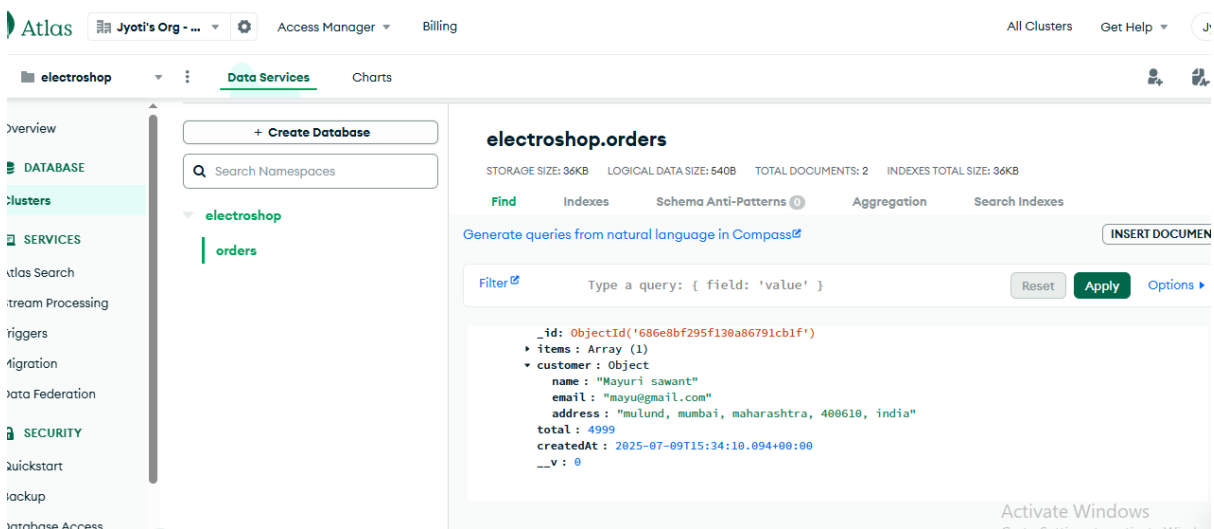 Atlas Jyoti's Org - ... Access Manager Billing All Clusters Get Help
electroshop Data Services Charts
Overview
DATABASE
Clusters
SERVICES
Atlas Search
Stream Processing
Triggers
Migration
Data Federation
SECURITY
Quickstart
Backup
Database Access
+ Create Database
Search Namespaces
electroshop
orders
electroshop.orders
STORAGE SIZE: 36KB LOGICAL DATA SIZE: 540B TOTAL DOCUMENTS: 2 INDEXES TOTAL SIZE: 36KB
Find Indexes Schema Anti-Patterns 0 Aggregation Search Indexes
Generate queries from natural language in Compass
INSERT DOCUMEN
Filter Type a query: { field: 'value' } Reset Apply Options
_id: ObjectId('686e8bf295f130a86791cb1f')
items : Array (1)
customer : Object
name : "Mayuri sawant"
email : "mayu@gmail.com"
address : "mulund, mumbai, maharashtra, 400610, india"
total : 4999
createdAt : 2025-07-09T15:34:10.094+00:00
__v : 0
Activate Windows